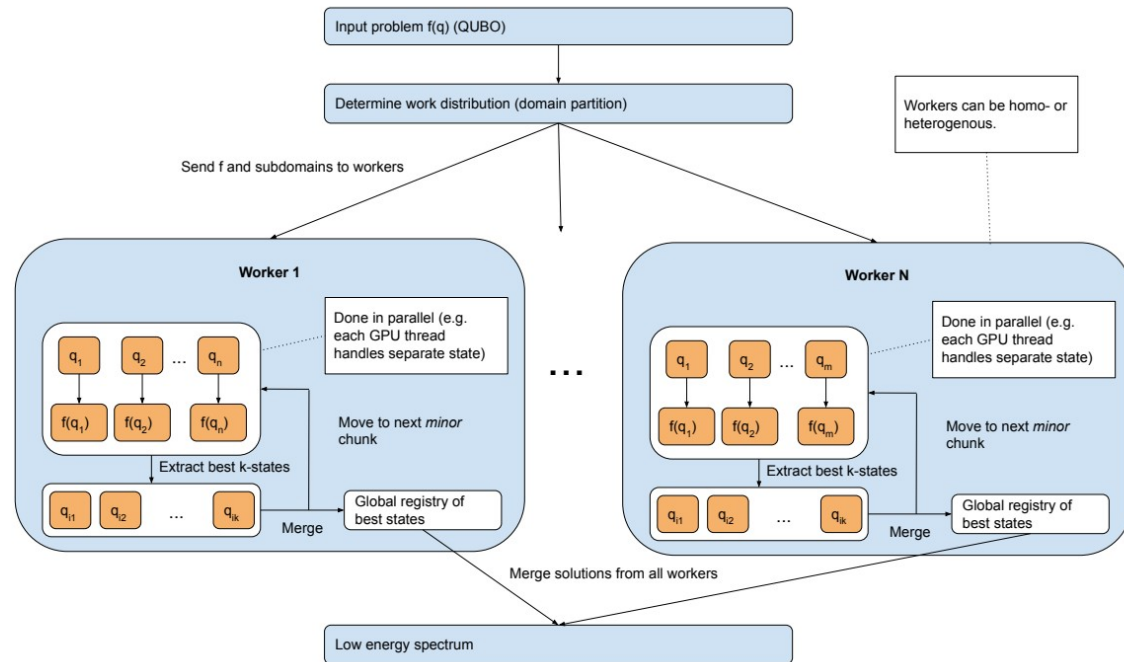 Input problem f(q) (QUBO)
Determine work distribution (domain partition)
Workers can be homo- or
heterogenous.
Send f and subdomains to workers
Worker 1
Done in parallel (e.g.
each GPU thread
handles separate state)
q1 q2 ... qn
f(q1) f(q2) f(qn)
Move to next minor
chunk
Extract best k-states
qi1 qi2 ... qik
Merge
Global registry of
best states
...
Worker N
Done in parallel (e.g.
each GPU thread
handles separate state)
q1 q2 ... qm
f(q1) f(q2) f(qm)
Move to next minor
chunk
Extract best k-states
qi1 qi2 ... qik
Merge
Global registry of
best states
Merge solutions from all workers
Low energy spectrum